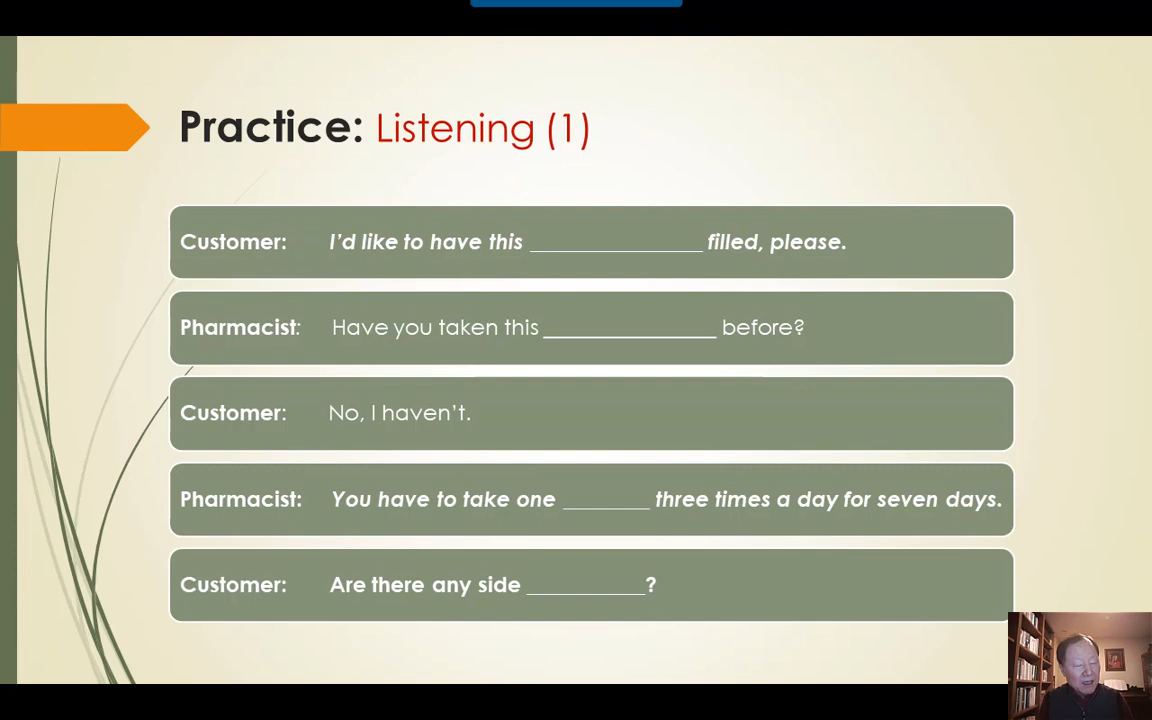 Practice: Listening (1)
Customer: I’d like to have this _______________ filled, please.
Pharmacist: Have you taken this _______________ before?
Customer: No, I haven’t.
Pharmacist: You have to take one ________ three times a day for seven days.
Customer: Are there any side ___________?